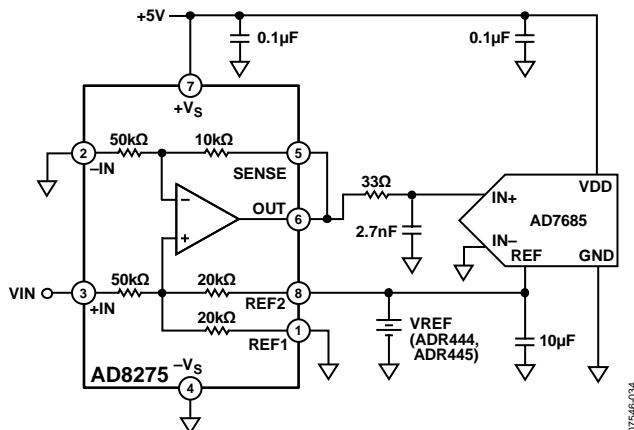 +5V
0.1µF
0.1µF
7
+VS
50kΩ
10kΩ
2
–IN
5
SENSE
–
+
OUT
6
33Ω
2.7nF
IN+
VDD
AD7685
IN–
REF
GND
VIN
3
+IN
50kΩ
20kΩ
REF2
8
20kΩ
REF1
1
VREF
(ADR444,
ADR445)
10µF
AD8275
–VS
4
07546-034